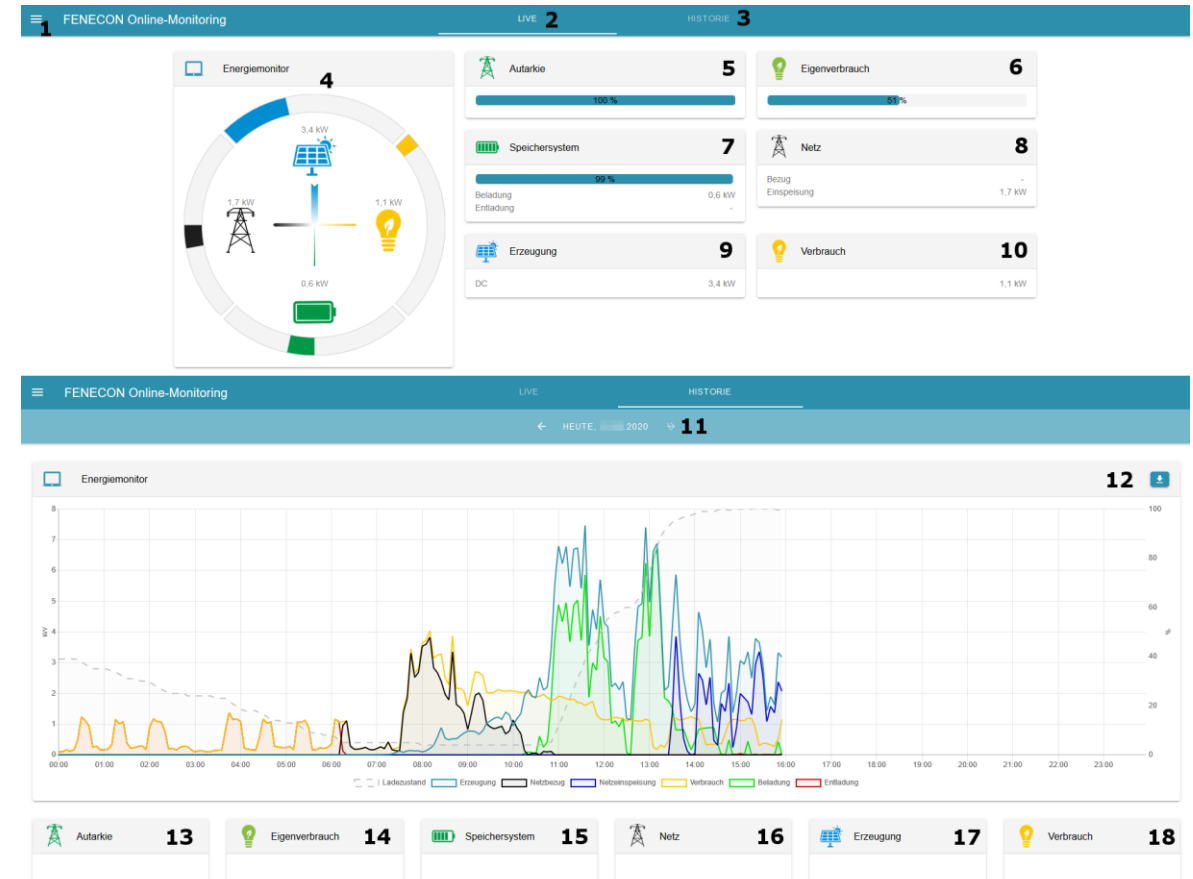 FENECON Online-Monitoring LIVE 2 HISTORIE 3
1
Energiemonitor
4
3,4 kW
1,7 kW 1,1 kW
0,6 kW
Autarkie 5
100 %
Eigenverbrauch 6
51 %
Speichersystem 7
99 %
Beladung 0,6 kW
Entladung -
Netz 8
Bezug -
Einspeisung 1,7 kW
Erzeugung 9
DC 3,4 kW
Verbrauch 10
1,1 kW
FENECON Online-Monitoring LIVE HISTORIE
HEUTE, 2020 11
Energiemonitor 12
8 100
7
80
6
5
60
kW
4 %
40
3
2
20
1
0 0
00:00 01:00 02:00 03:00 04:00 05:00 06:00 07:00 08:00 09:00 10:00 11:00 12:00 13:00 14:00 15:00 16:00 17:00 18:00 19:00 20:00 21:00 22:00 23:00
Ladezustand Erzeugung Netzbezug Netzeinspeisung Verbrauch Beladung Entladung
Autarkie 13 Eigenverbrauch 14 Speichersystem 15 Netz 16 Erzeugung 17 Verbrauch 18